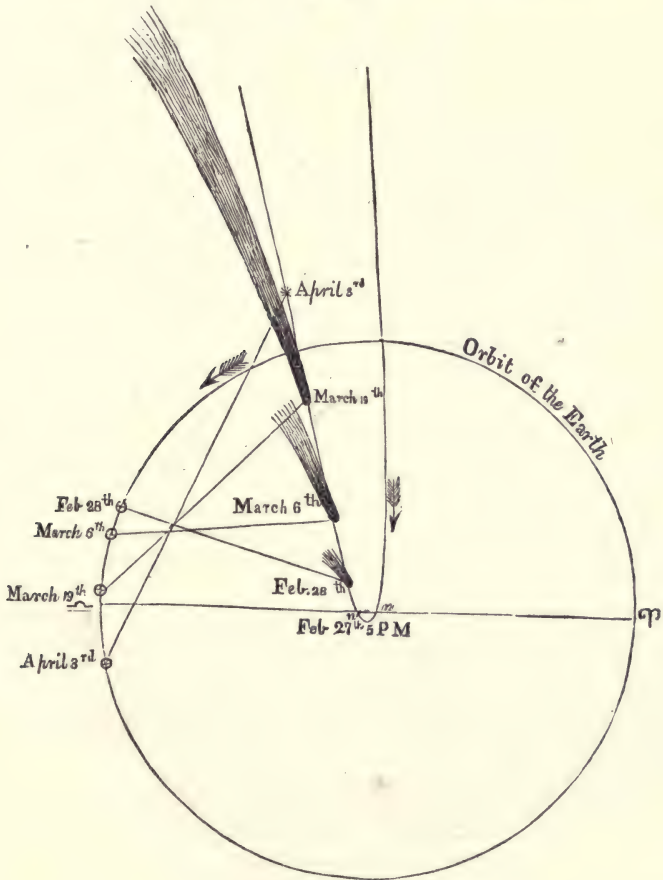 April 3rd
Orbit of the Earth
March 19th
Feb 28th
March 6th
March 6th
Feb. 28th
March 19th
♎
n m
♈
Feb 27th 5 PM
April 3rd